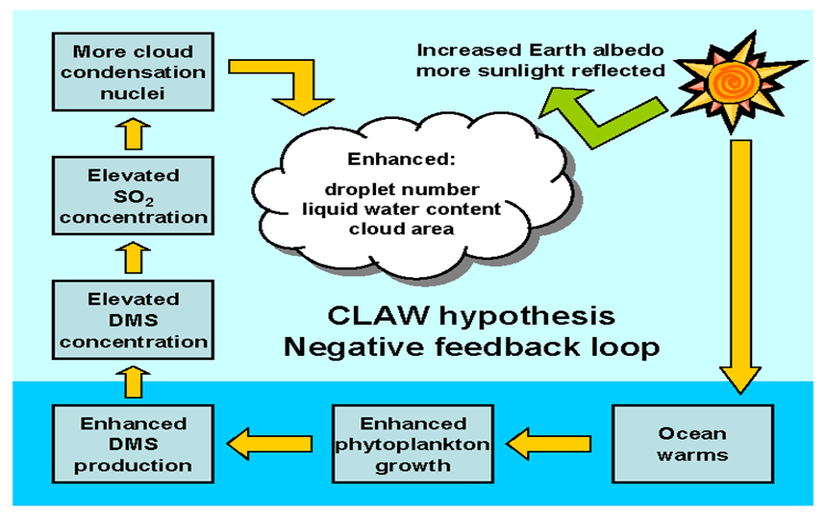 More cloud
condensation
nuclei
Increased Earth albedo
more sunlight reflected
Enhanced:
droplet number
liquid water content
cloud area
Elevated
SO₂
concentration
Elevated
DMS
concentration
CLAW hypothesis
Negative feedback loop
Enhanced
DMS
production
Enhanced
phytoplankton
growth
Ocean
warms